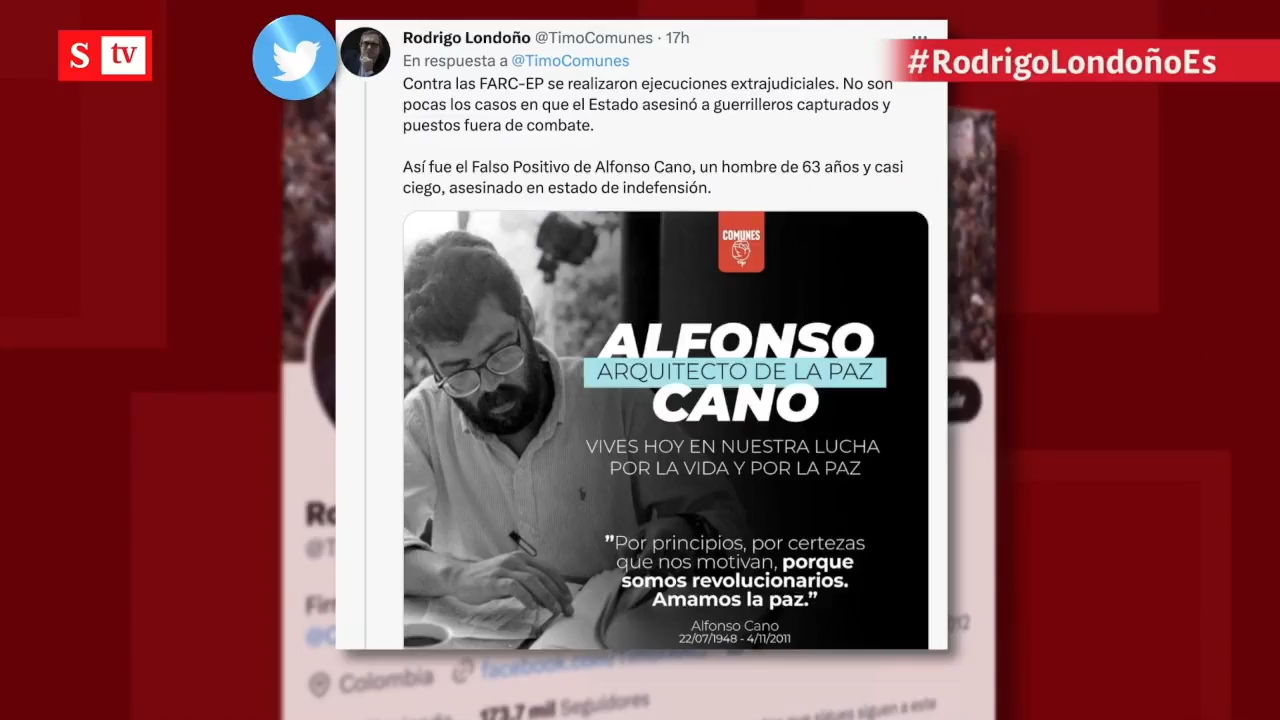 S tv
Rodrigo Londoño @TimoComunes · 17h
#RodrigoLondoñoEs
En respuesta a @TimoComunes
Contra las FARC-EP se realizaron ejecuciones extrajudiciales. No son
pocas los casos en que el Estado asesinó a guerrilleros capturados y
puestos fuera de combate.
Así fue el Falso Positivo de Alfonso Cano, un hombre de 63 años y casi
ciego, asesinado en estado de indefensión.
COMUNES
ALFONSO
ARQUITECTO DE LA PAZ
CANO
VIVES HOY EN NUESTRA LUCHA
POR LA VIDA Y POR LA PAZ
"Por principios, por certezas
que nos motivan, porque
somos revolucionarios.
Amamos la paz."
Alfonso Cano
22/07/1948 - 4/11/2011
Colombia
facebook.com
173,7 mil Seguidores